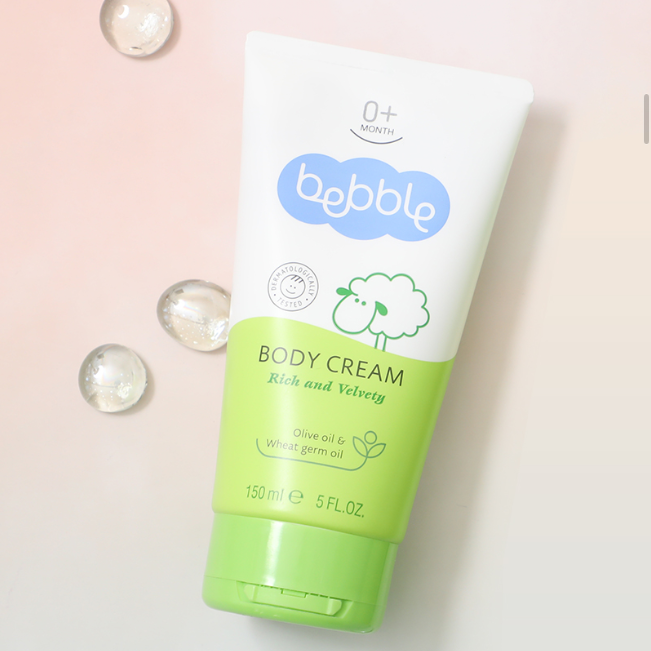 0+
MONTH
bebble
DERMATOLOGICALLY
TESTED
BODY CREAM
Rich and Velvety
Olive oil &
Wheat germ oil
150 ml ℮ 5 FL.OZ.